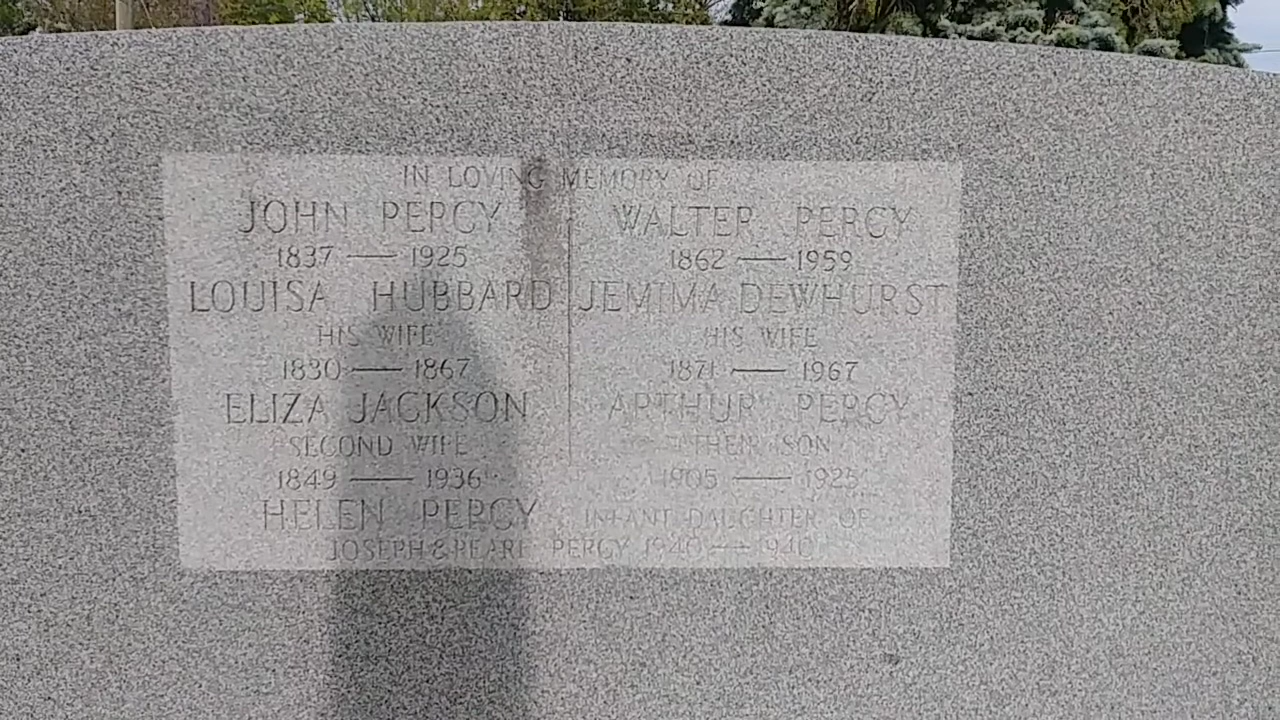 IN LOVING MEMORY OF
JOHN PERCY
1837 — 1925
LOUISA HUBBARD
HIS WIFE
1830 — 1867
ELIZA JACKSON
SECOND WIFE
1849 — 1936
WALTER PERCY
1862 — 1959
JEMIMA DEWHURST
HIS WIFE
1871 — 1967
ARTHUR PERCY
THEIR SON
1905 — 1925
HELEN PERCY INFANT DAUGHTER OF
JOSEPH & PEARL PERCY 1940 — 1940